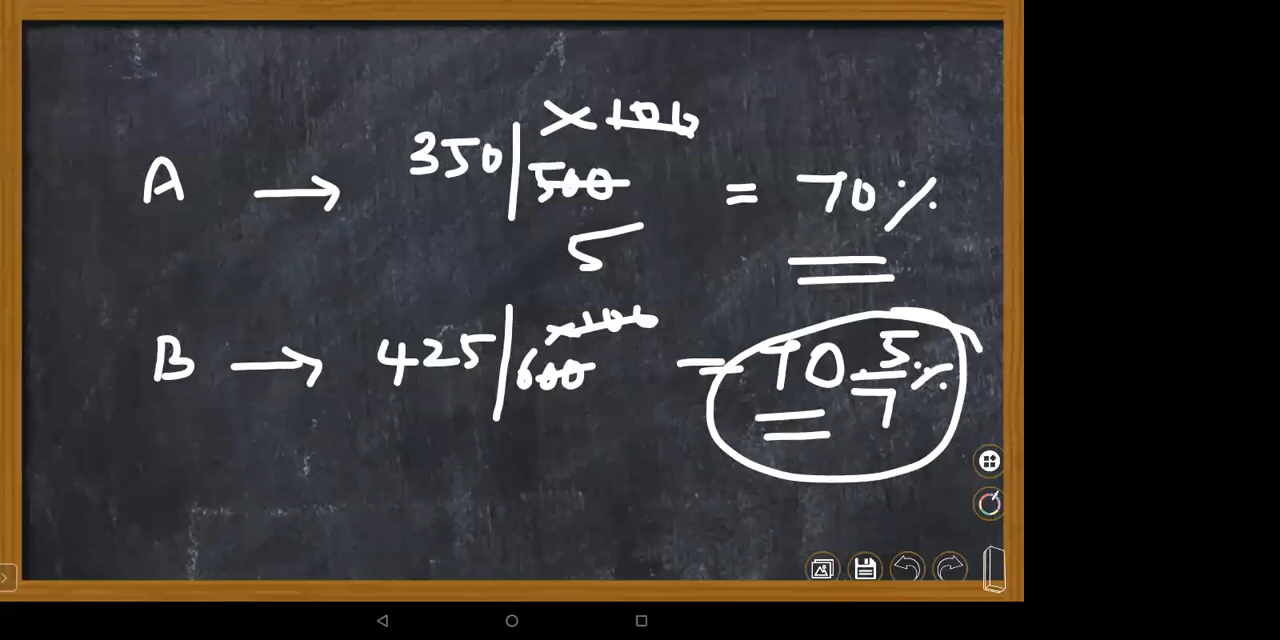 A → 350/500 ×100 = 70%
5
B → 425/600 ×100 = 70 5/7 %